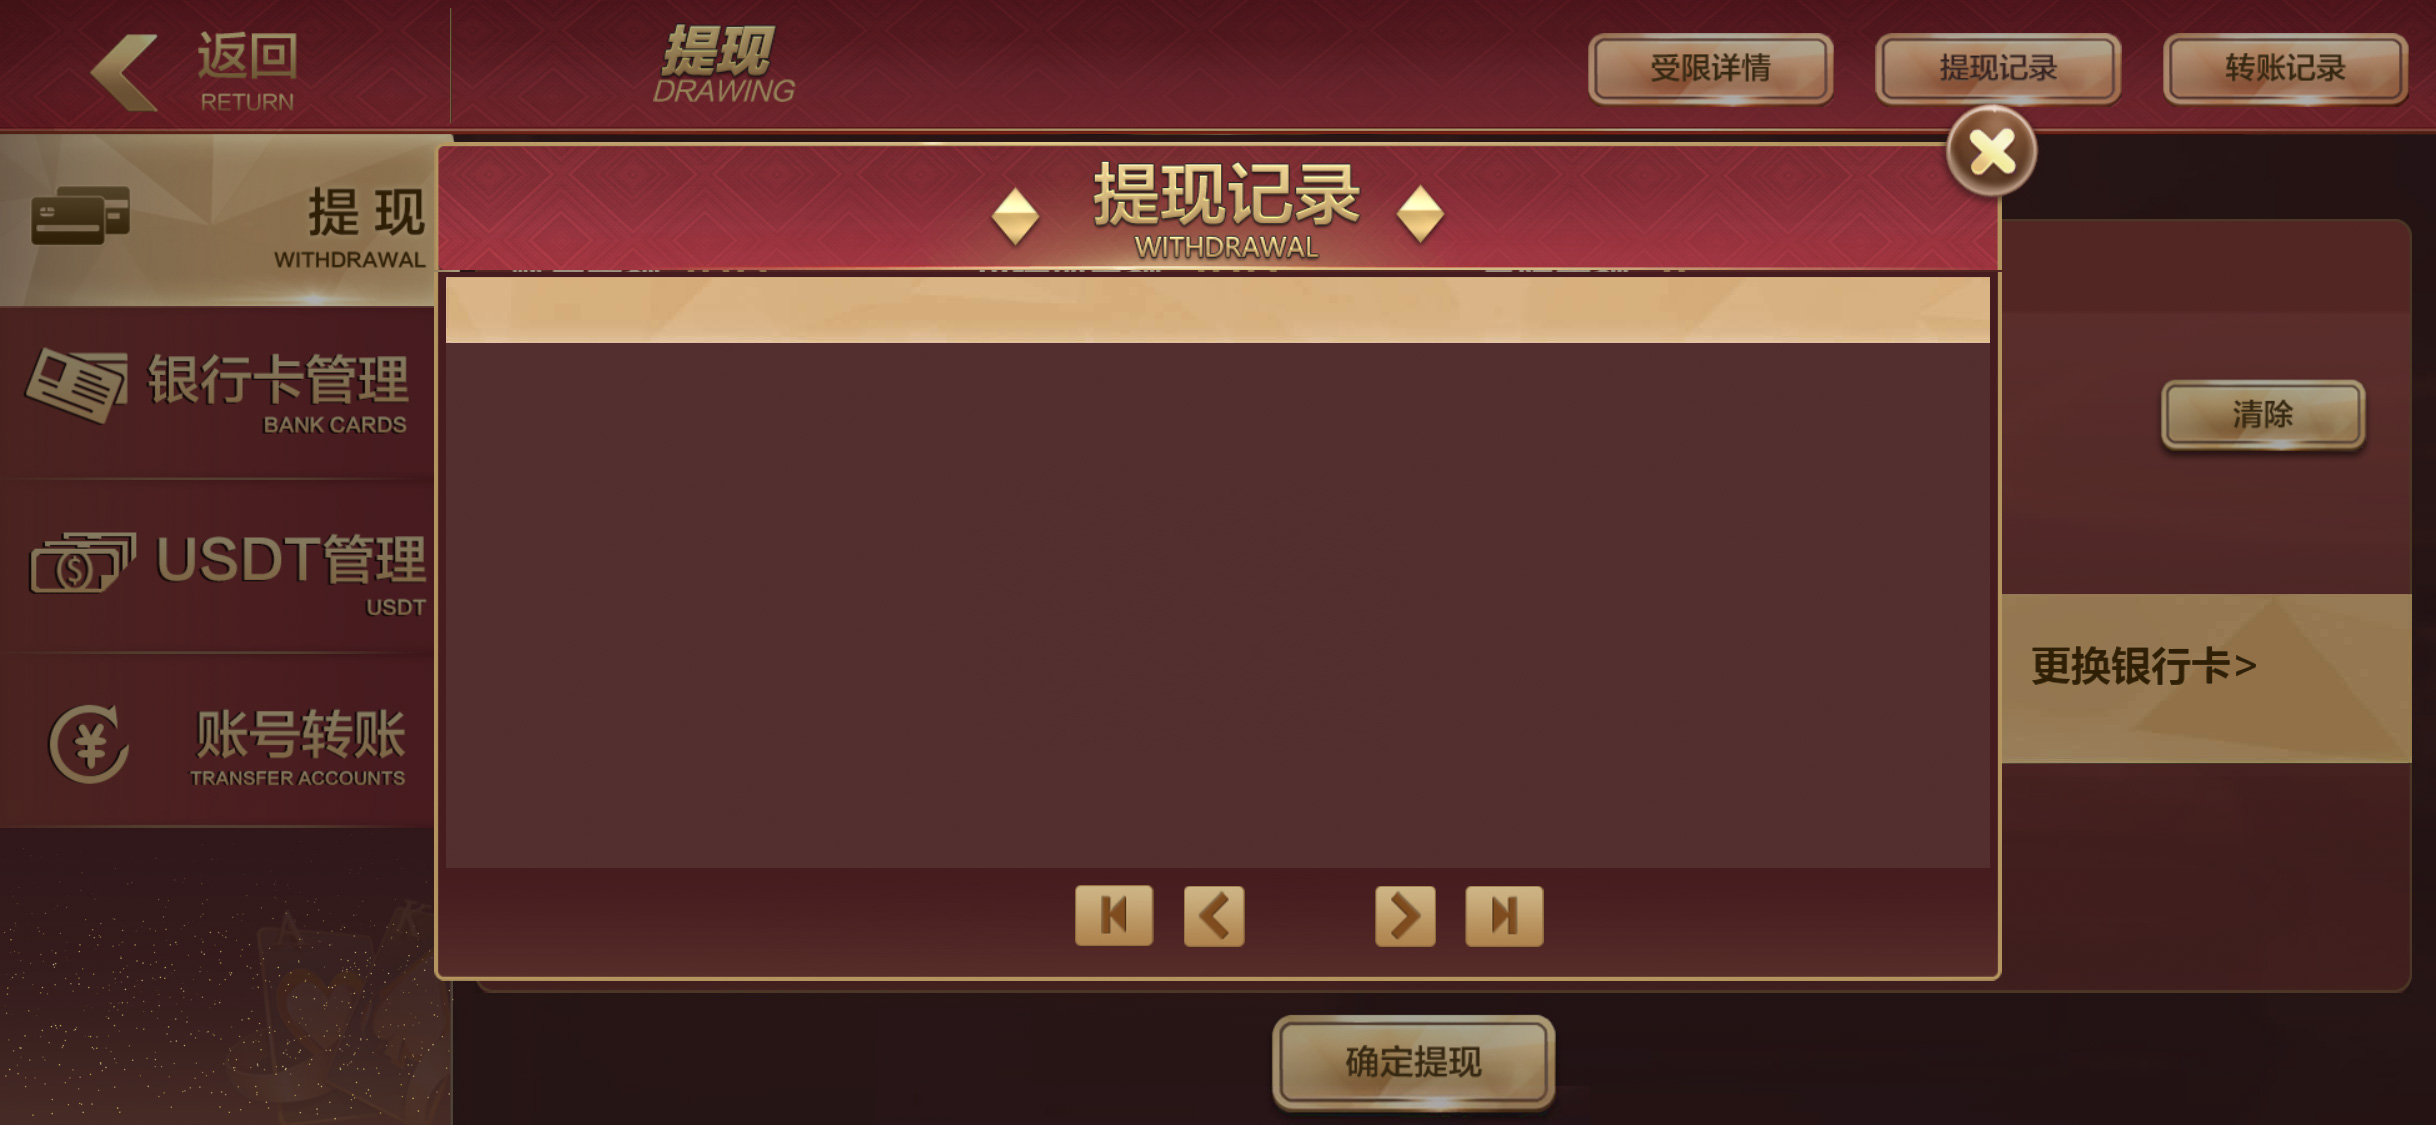 返回
RETURN
提现
DRAWING
受限详情
提现记录
转账记录
提现
WITHDRAWAL
银行卡管理
BANK CARDS
USDT管理
USDT
账号转账
TRANSFER ACCOUNTS
提现记录
WITHDRAWAL
清除
更换银行卡>
确定提现